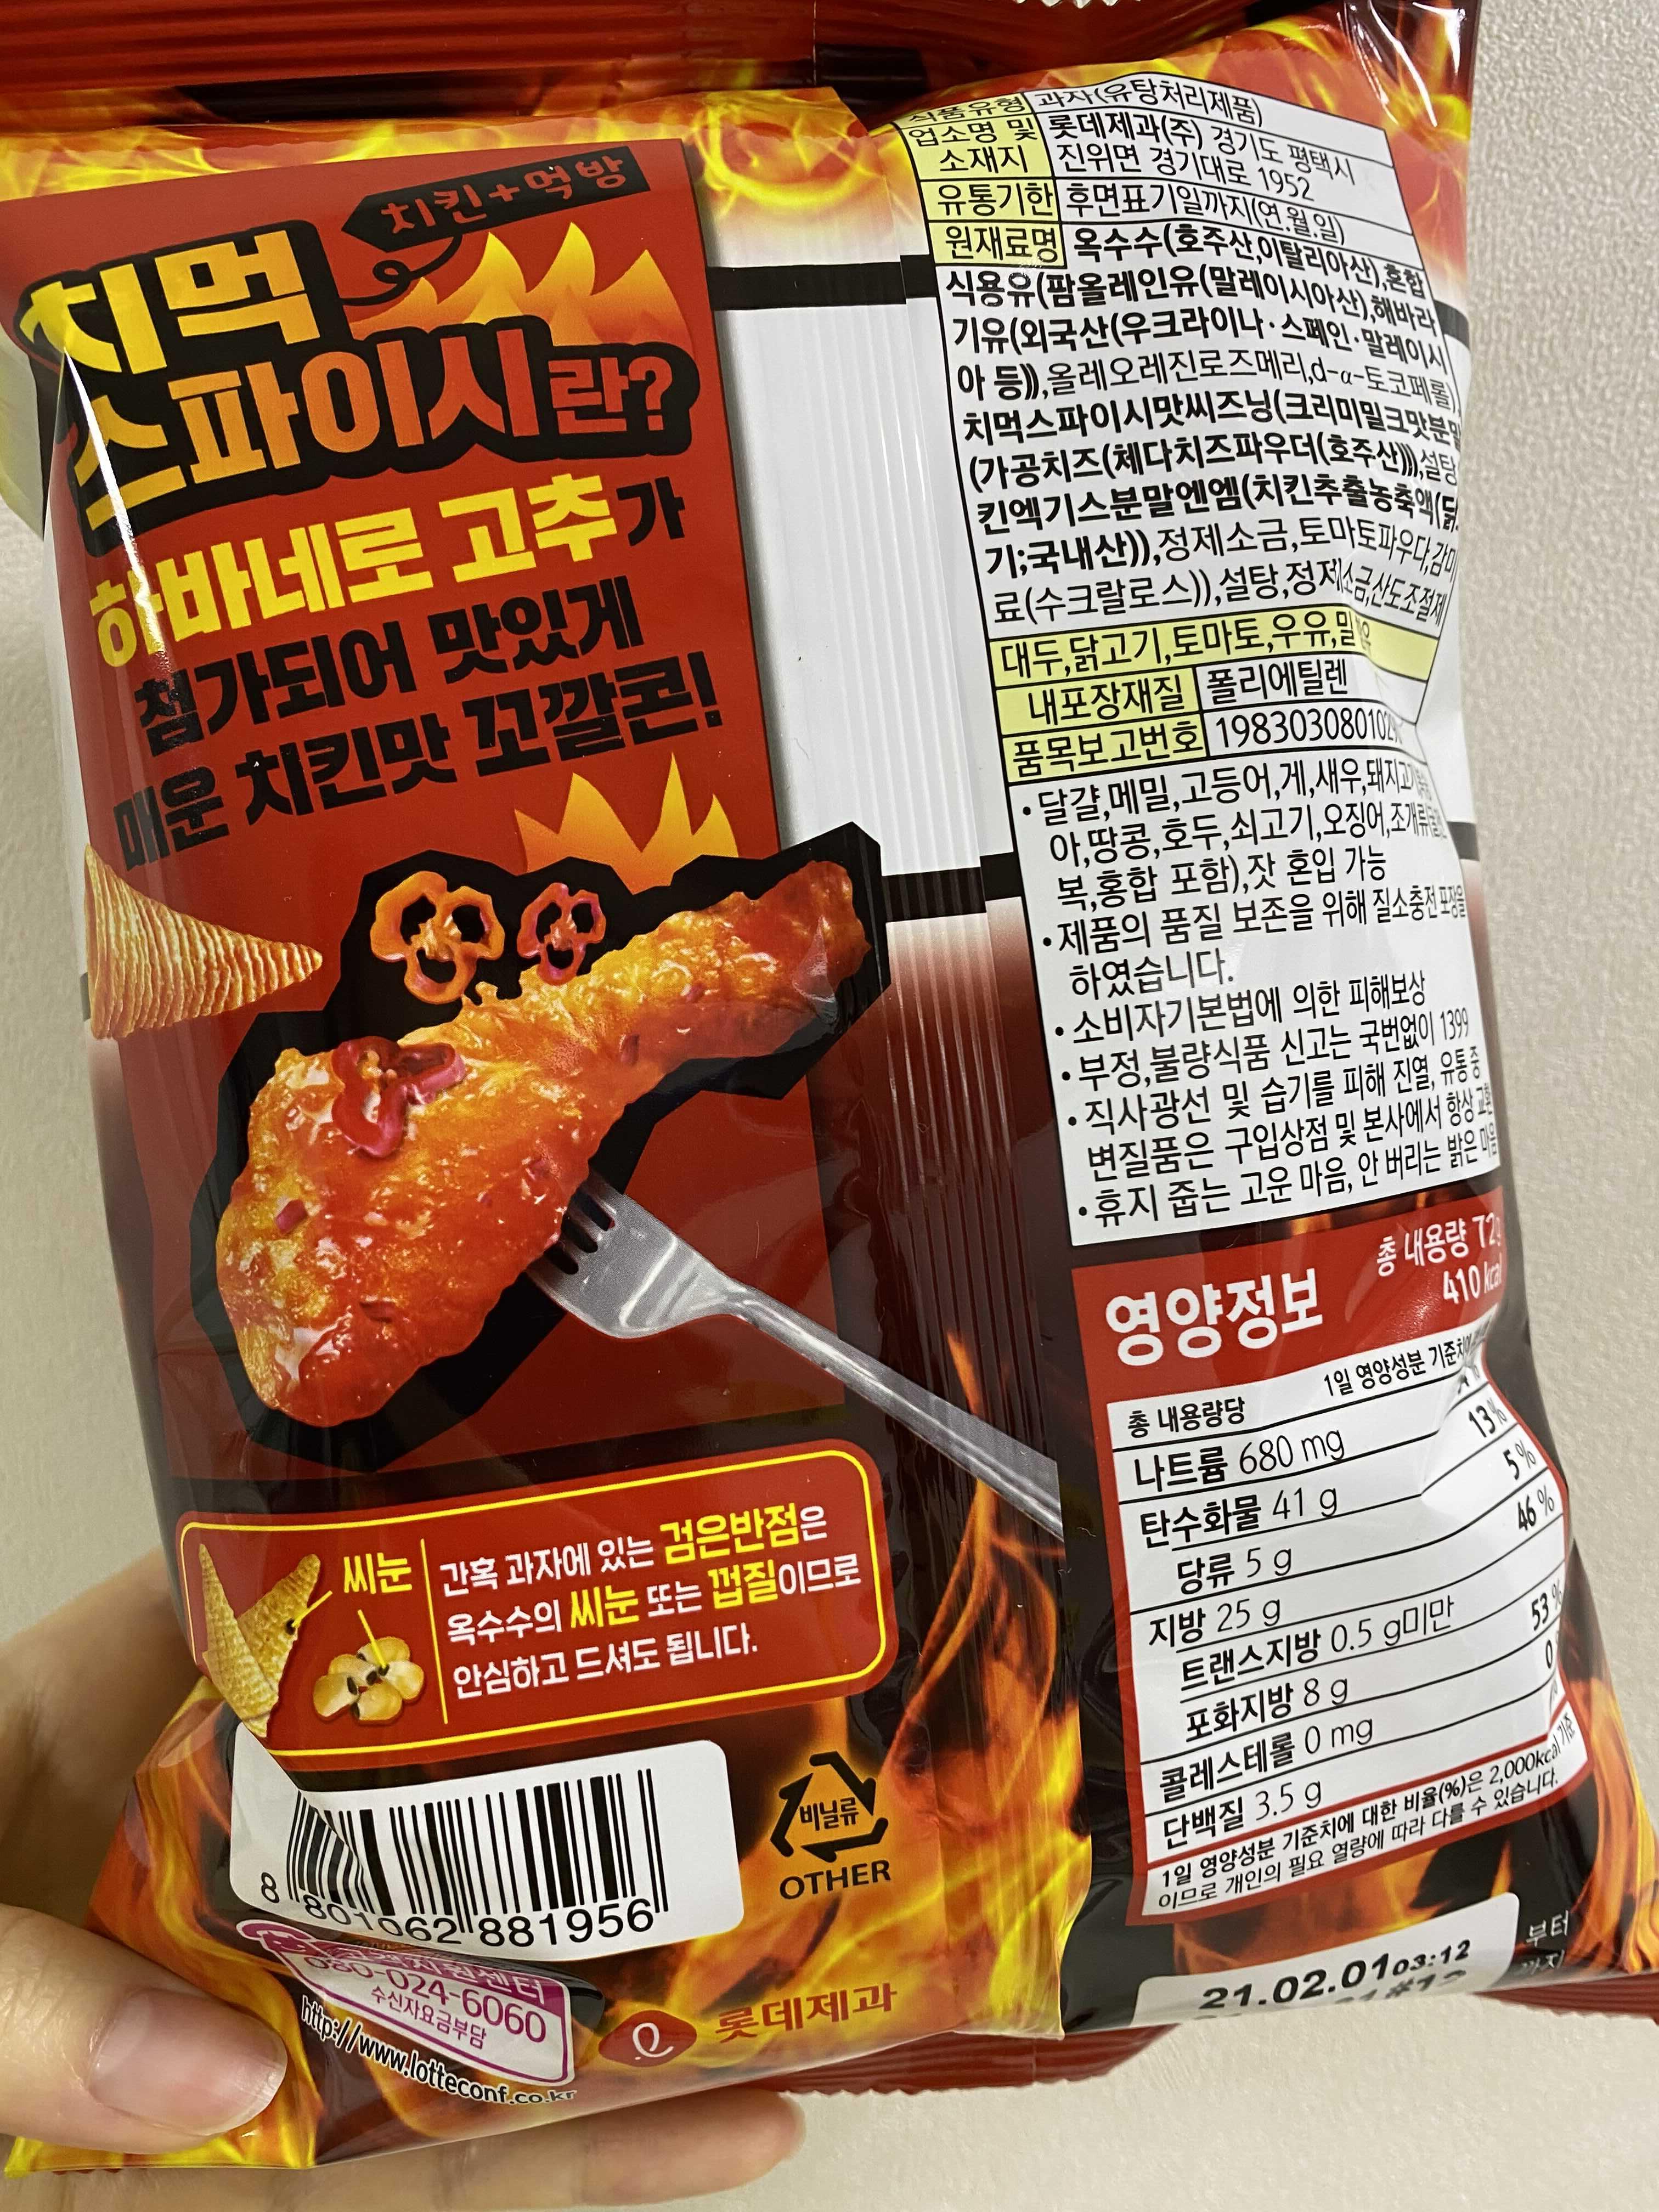 치킨+먹방
치먹
스파이시란?
하바네로 고추가
첨가되어 맛있게
매운 치킨맛 꼬깔콘!
씨눈
간혹 과자에 있는 검은반점은
옥수수의 씨눈 또는 껍질이므로
안심하고 드셔도 됩니다.
8 801062 881956
비닐류
OTHER
080-024-6060
수신자요금부담
http://www.lotteconf.co.kr
롯데제과
식품유형 과자(유탕처리제품)
업소명 및 소재지 롯데제과(주) 경기도 평택시
진위면 경기대로 1952
유통기한 후면표기일까지(연.월.일)
원재료명 옥수수(호주산,이탈리아산),혼합
식용유(팜올레인유(말레이시아산),해바라
기유(외국산(우크라이나·스페인·말레이시
아 등)),올레오레진로즈메리,d-α-토코페롤),
치먹스파이시맛씨즈닝(크리미밀크맛분말
(가공치즈(체다치즈파우더(호주산))),설탕
킨엑기스분말엔엠(치킨추출농축액(닭
기;국내산)),정제소금,토마토파우다,감미
료(수크랄로스)),설탕,정제소금,산도조절제
대두,닭고기,토마토,우유,밀
내포장재질 폴리에틸렌
품목보고번호
•달걀,메밀,고등어,게,새우,돼지고기
아,땅콩,호두,쇠고기,오징어,조개류
복,홍합 포함),잣 혼입 가능
•제품의 품질 보존을 위해 질소충전포장을
하였습니다.
•소비자기본법에 의한 피해보상
•부정,불량식품 신고는 국번없이 1399
•직사광선 및 습기를 피해 진열, 유통 중
변질품은 구입상점 및 본사에서 항상 교환
•휴지 줍는 고운 마음, 안 버리는 밝은 마음
영양정보
총 내용량 72g
410 kcal
총 내용량당 1일 영양성분 기준치
나트륨 680 mg
탄수화물 41 g 13%
당류 5 g 5%
지방 25 g 46%
트랜스지방 0.5 g미만
포화지방 8 g 53%
콜레스테롤 0 mg 0
단백질 3.5 g
1일 영양성분 기준치에 대한 비율(%)은 2,000kcal 기준
이므로 개인의 필요 열량에 따라 다를 수 있습니다.
21.02.01 03:12
부터
까지